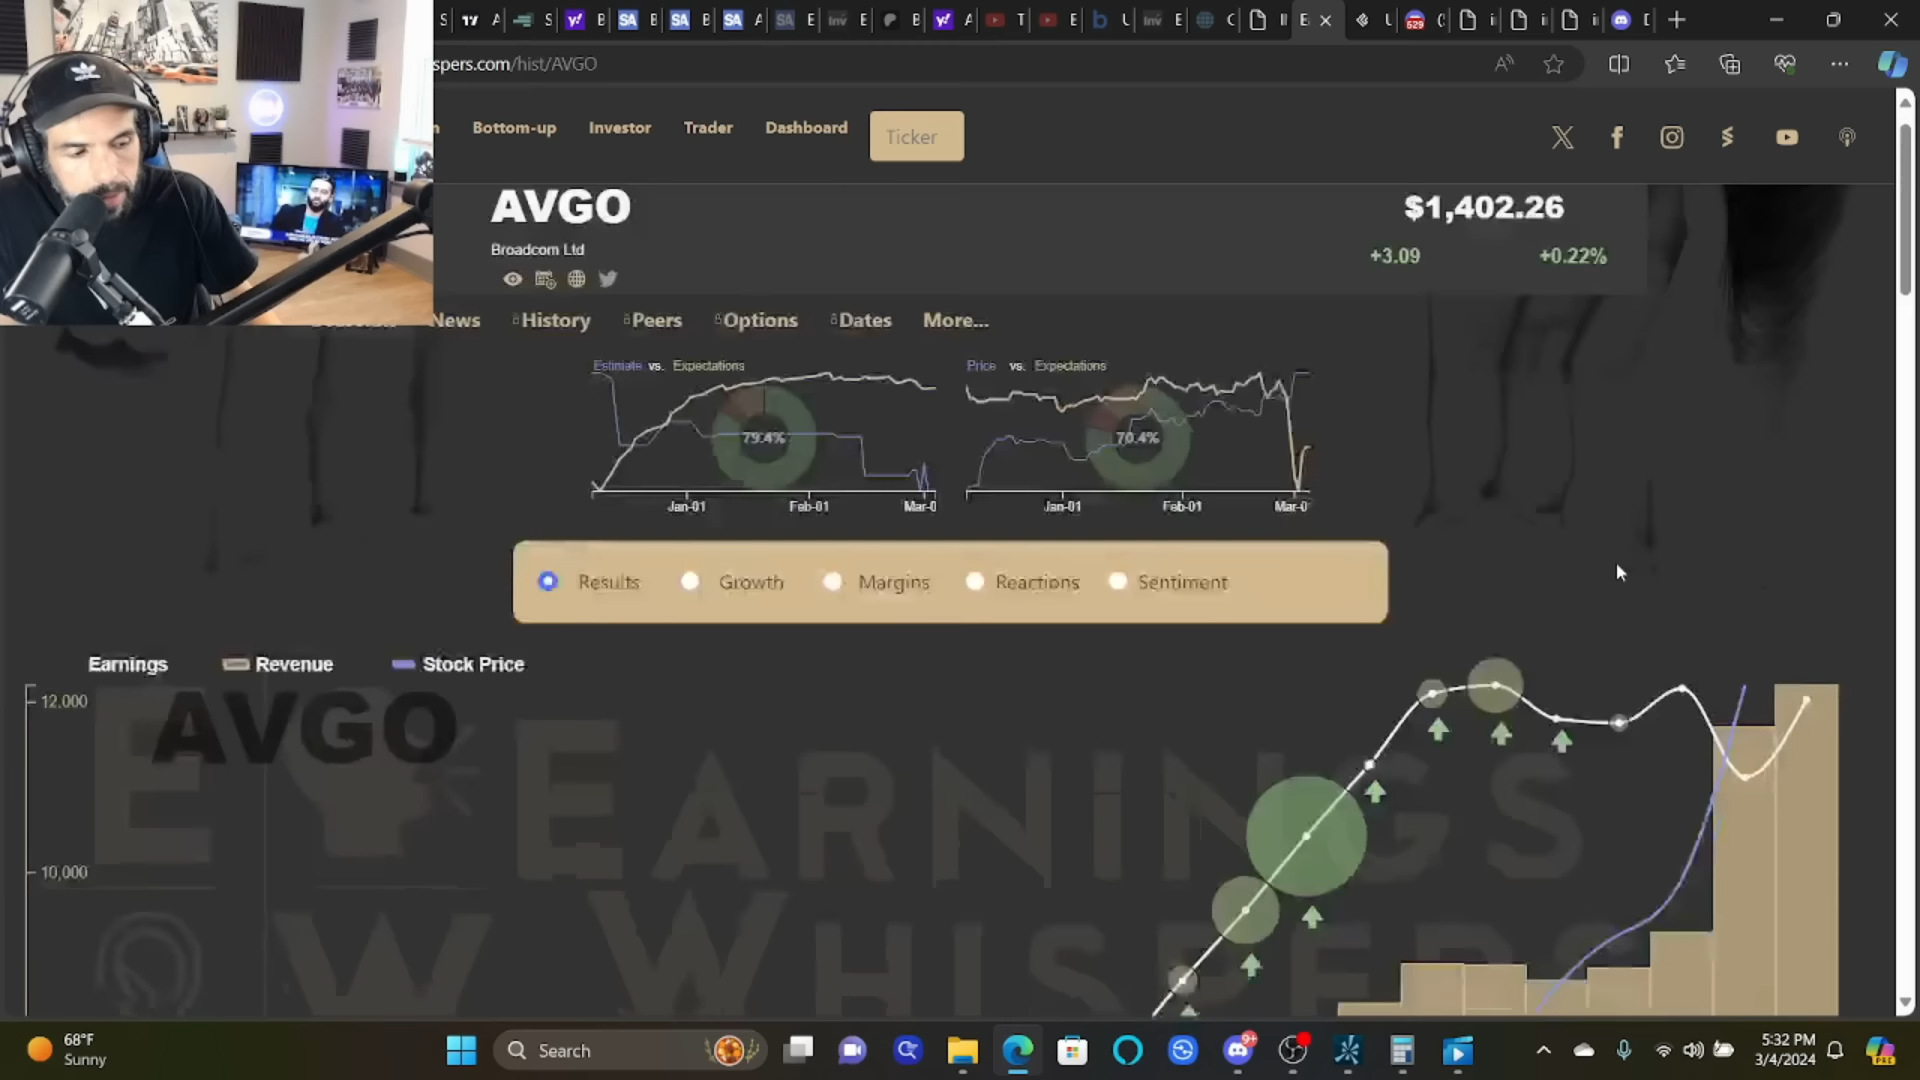 spers.com/hist/AVGO
Bottom-up Investor Trader Dashboard Ticker
AVGO
$1,402.26
Broadcom Ltd
+3.09 +0.22%
News History Peers Options Dates More...
Estimate vs. Expectations
Price vs. Expectations
79.4%
70.4%
Jan-01 Feb-01 Mar-0
Jan-01 Feb-01 Mar-0
Results Growth Margins Reactions Sentiment
Earnings Revenue Stock Price
12,000
AVGO
EARNINGS
10,000
WHISPERS
68°F
Sunny
Search
5:32 PM
3/4/2024